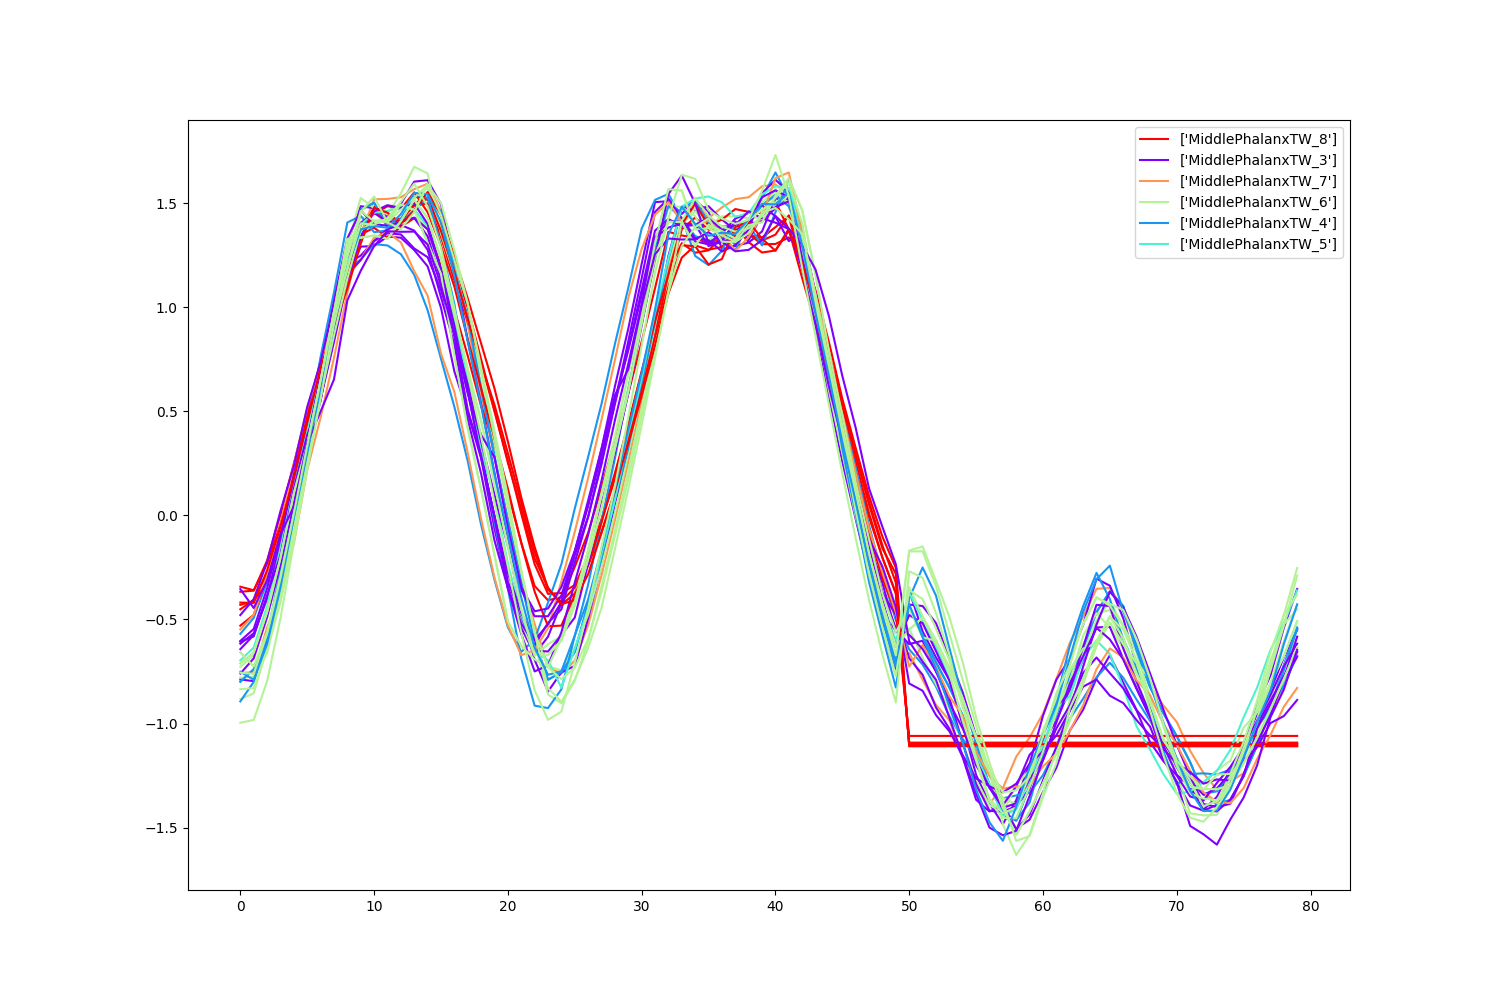 ['MiddlePhalanxTW_8']
['MiddlePhalanxTW_3']
['MiddlePhalanxTW_7']
['MiddlePhalanxTW_6']
['MiddlePhalanxTW_4']
['MiddlePhalanxTW_5']
1.5
1.0
0.5
0.0
−0.5
−1.0
−1.5
0 10 20 30 40 50 60 70 80